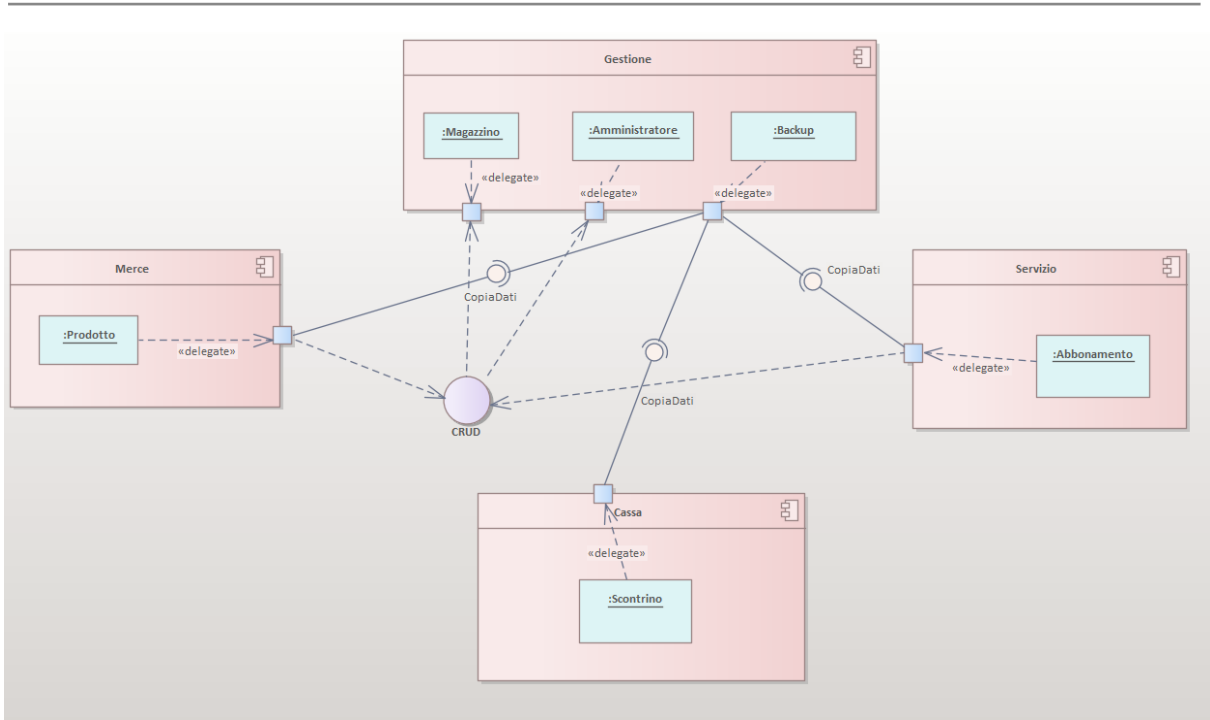 Gestione
:Magazzino
:Amministratore
:Backup
«delegate»
«delegate»
«delegate»
Merce
:Prodotto
«delegate»
CopiaDati
CopiaDati
Servizio
:Abbonamento
«delegate»
CopiaDati
CRUD
Cassa
«delegate»
:Scontrino